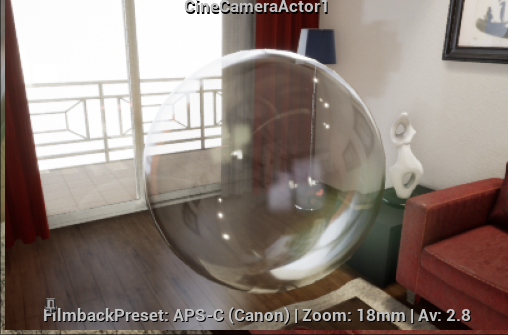 CineCameraActor1
FilmbackPreset: APS-C (Canon) | Zoom: 18mm | Av: 2.8